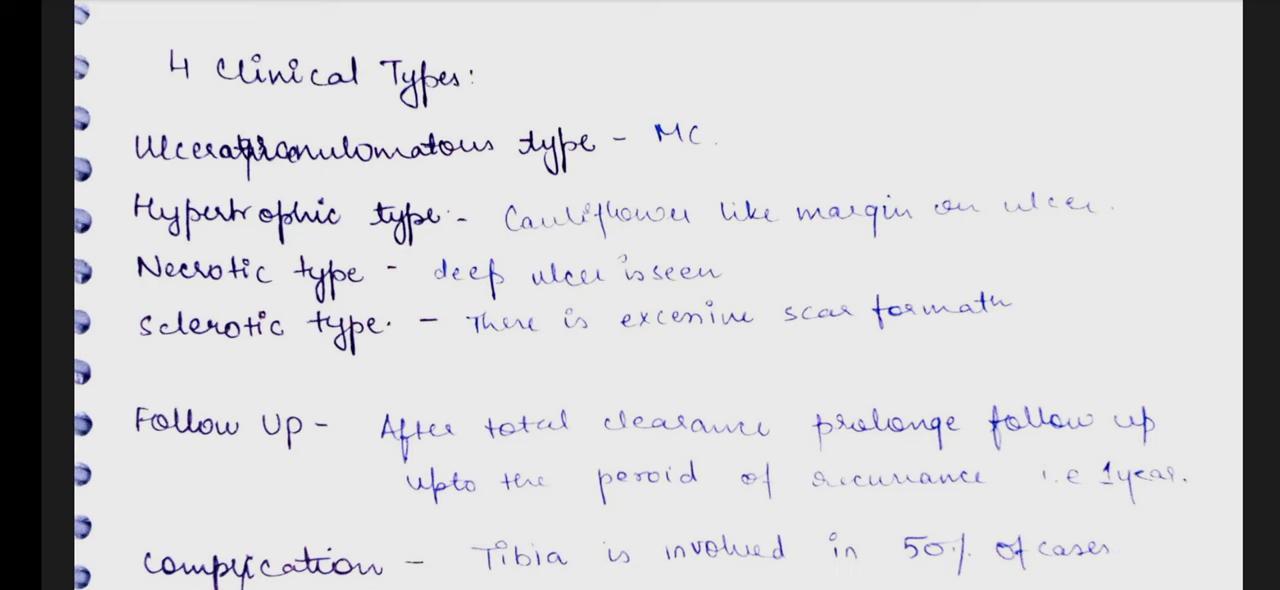 4 Clinical Types:
Ulcerogranulomatous type - MC.
Hypertrophic type:- Cauliflower like margin on ulcer.
Necrotic type - deep ulcer is seen
Sclerotic type. - There is excessive scar formatn
Follow Up - After total clearance prolonge follow up
upto the peroid of recurrance i.e 1year.
Complication - Tibia is involved in 50% of cases